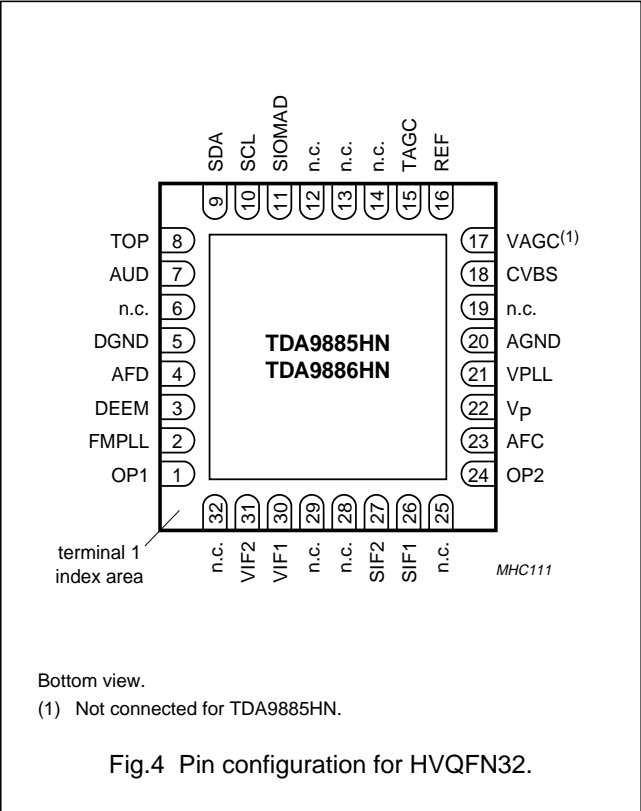 SDA
SCL
SIOMAD
n.c.
n.c.
n.c.
TAGC
REF
9
10
11
12
13
14
15
16
TOP 8
AUD 7
n.c. 6
DGND 5
AFD 4
DEEM 3
FMPLL 2
OP1 1
TDA9885HN
TDA9886HN
17 VAGC(1)
18 CVBS
19 n.c.
20 AGND
21 VPLL
22 VP
23 AFC
24 OP2
32
31
30
29
28
27
26
25
n.c.
VIF2
VIF1
n.c.
n.c.
SIF2
SIF1
n.c.
terminal 1
index area
MHC111
Bottom view.
(1) Not connected for TDA9885HN.
Fig.4 Pin configuration for HVQFN32.